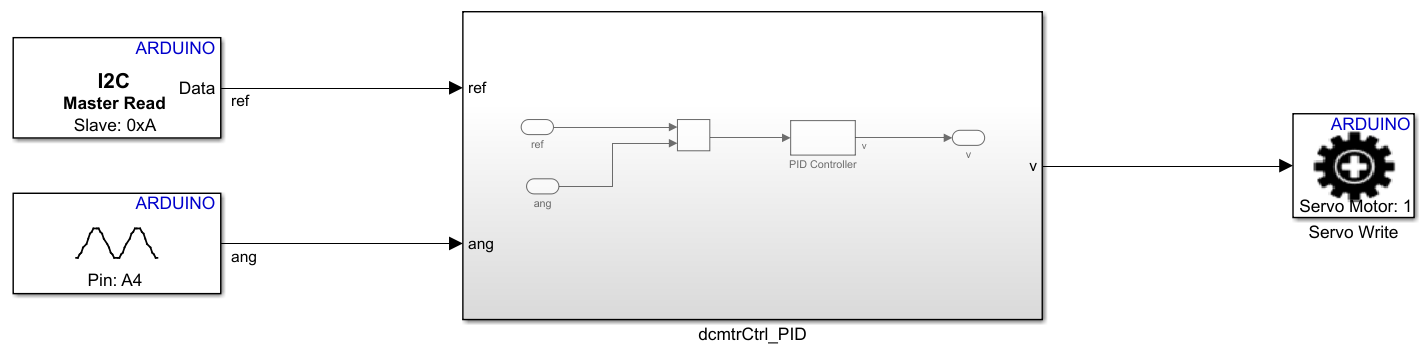 ARDUINO
I2C
Data
Master Read
Slave: 0xA
ref
ARDUINO
Pin: A4
ang
ref
ang
ref
ang
PID Controller
v
v
v
dcmtrCtrl_PID
ARDUINO
Servo Motor: 1
Servo Write